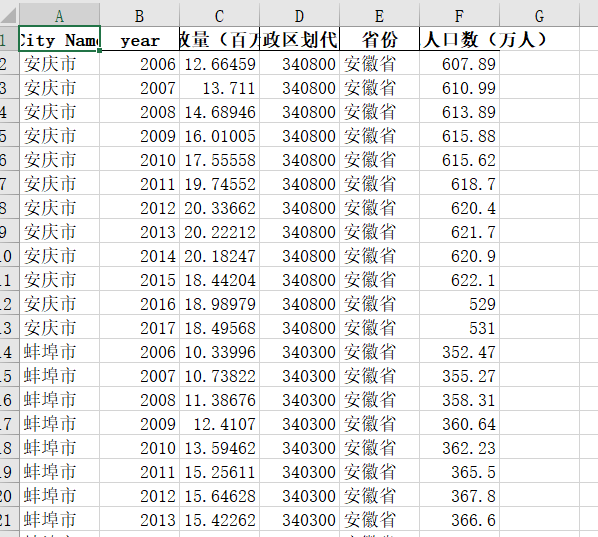 A B C D E F G
1 City Nam year 放量（百万 政区划代 省份 人口数（万人）
2 安庆市 2006 12.66459 340800 安徽省 607.89
3 安庆市 2007 13.711 340800 安徽省 610.99
4 安庆市 2008 14.68946 340800 安徽省 613.89
5 安庆市 2009 16.01005 340800 安徽省 615.88
6 安庆市 2010 17.55558 340800 安徽省 615.62
7 安庆市 2011 19.74552 340800 安徽省 618.7
8 安庆市 2012 20.33662 340800 安徽省 620.4
9 安庆市 2013 20.22212 340800 安徽省 621.7
.0 安庆市 2014 20.18247 340800 安徽省 620.9
.1 安庆市 2015 18.44204 340800 安徽省 622.1
.2 安庆市 2016 18.98979 340800 安徽省 529
.3 安庆市 2017 18.49568 340800 安徽省 531
.4 蚌埠市 2006 10.33996 340300 安徽省 352.47
.5 蚌埠市 2007 10.73822 340300 安徽省 355.27
.6 蚌埠市 2008 11.38676 340300 安徽省 358.31
.7 蚌埠市 2009 12.4107 340300 安徽省 360.64
.8 蚌埠市 2010 13.59462 340300 安徽省 362.23
.9 蚌埠市 2011 15.25611 340300 安徽省 365.5
20 蚌埠市 2012 15.64628 340300 安徽省 367.8
21 蚌埠市 2013 15.42262 340300 安徽省 366.6